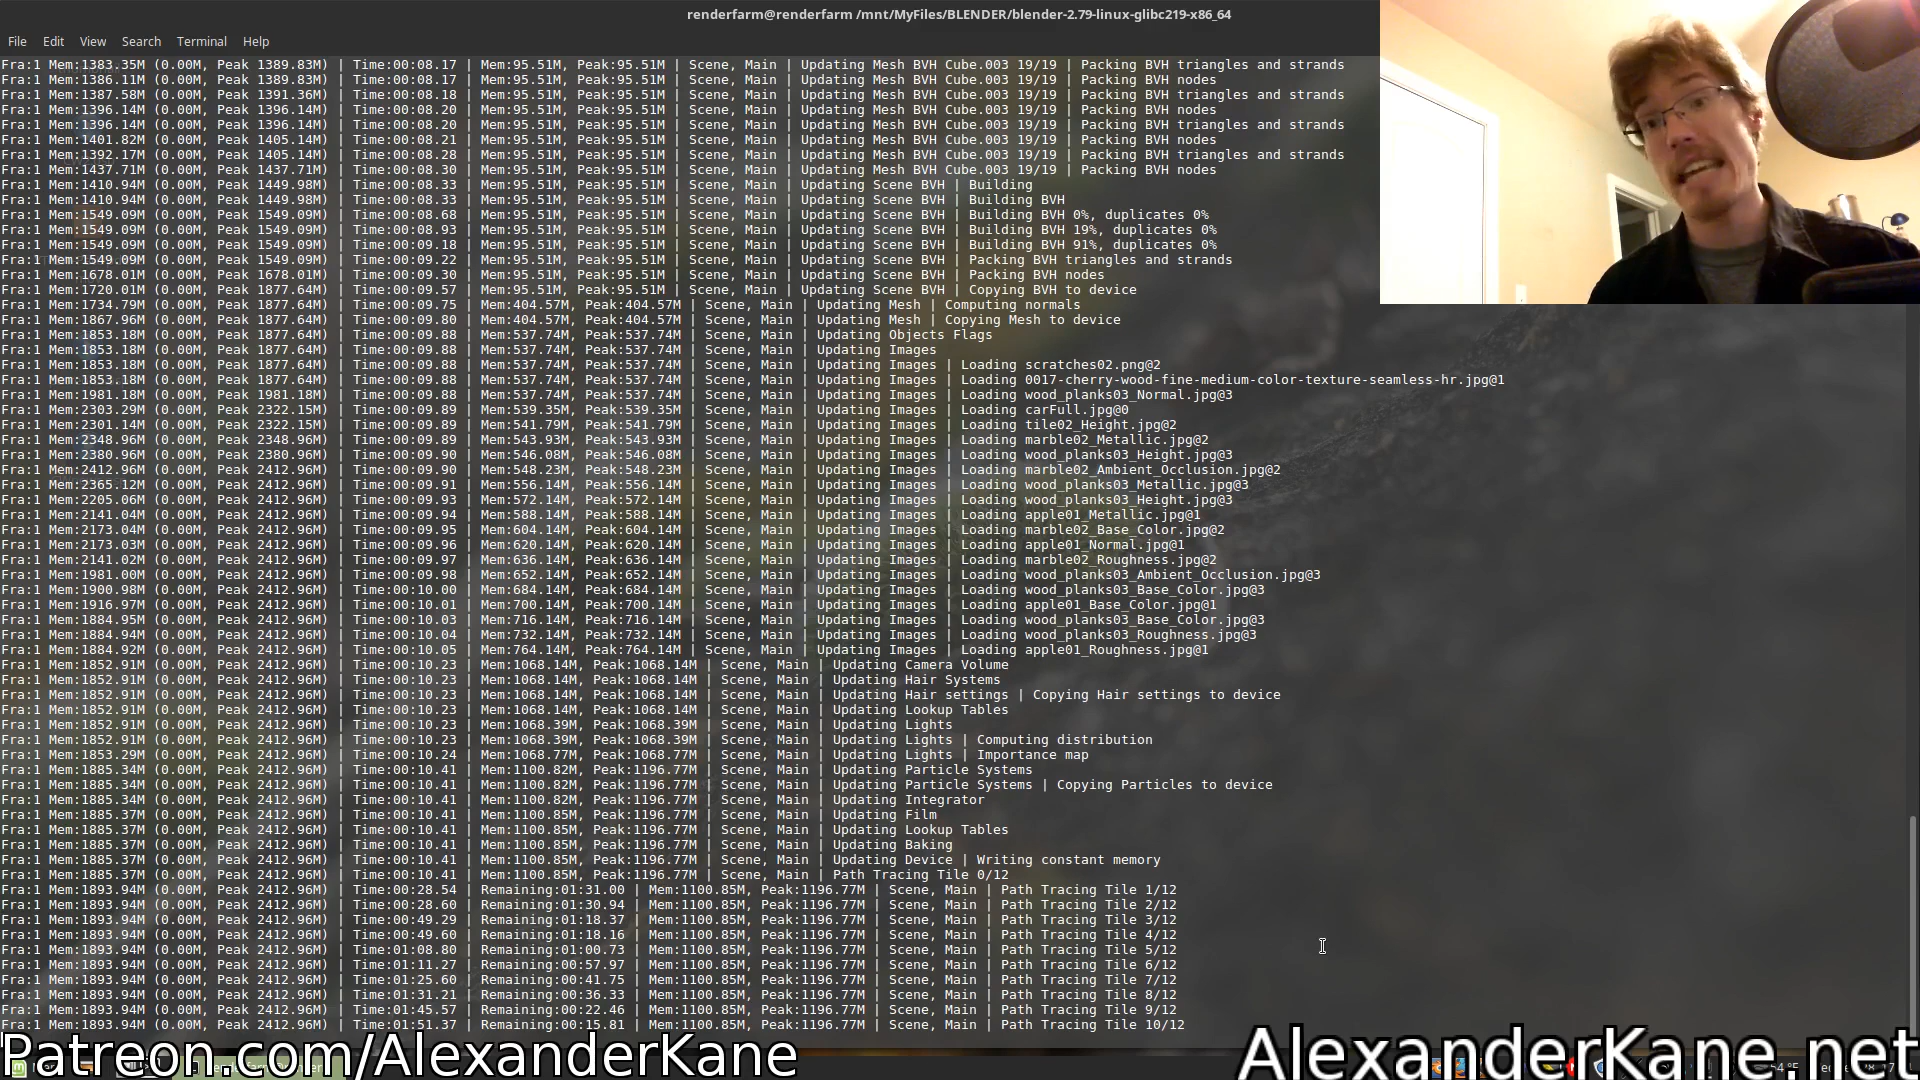 renderfarm@renderfarm /mnt/MyFiles/BLENDER/blender-2.79-linux-glibc219-x86_64
File Edit View Search Terminal Help
Fra:1 Mem:1383.35M (0.00M, Peak 1389.83M) | Time:00:08.17 | Mem:95.51M, Peak:95.51M | Scene, Main | Updating Mesh BVH Cube.003 19/19 | Packing BVH triangles and strands
Fra:1 Mem:1386.11M (0.00M, Peak 1389.83M) | Time:00:08.17 | Mem:95.51M, Peak:95.51M | Scene, Main | Updating Mesh BVH Cube.003 19/19 | Packing BVH nodes
Fra:1 Mem:1387.58M (0.00M, Peak 1391.36M) | Time:00:08.18 | Mem:95.51M, Peak:95.51M | Scene, Main | Updating Mesh BVH Cube.003 19/19 | Packing BVH triangles and strands
Fra:1 Mem:1396.14M (0.00M, Peak 1396.14M) | Time:00:08.20 | Mem:95.51M, Peak:95.51M | Scene, Main | Updating Mesh BVH Cube.003 19/19 | Packing BVH nodes
Fra:1 Mem:1396.14M (0.00M, Peak 1396.14M) | Time:00:08.20 | Mem:95.51M, Peak:95.51M | Scene, Main | Updating Mesh BVH Cube.003 19/19 | Packing BVH triangles and strands
Fra:1 Mem:1401.82M (0.00M, Peak 1405.14M) | Time:00:08.21 | Mem:95.51M, Peak:95.51M | Scene, Main | Updating Mesh BVH Cube.003 19/19 | Packing BVH nodes
Fra:1 Mem:1392.17M (0.00M, Peak 1405.14M) | Time:00:08.28 | Mem:95.51M, Peak:95.51M | Scene, Main | Updating Mesh BVH Cube.003 19/19 | Packing BVH triangles and strands
Fra:1 Mem:1437.71M (0.00M, Peak 1437.71M) | Time:00:08.30 | Mem:95.51M, Peak:95.51M | Scene, Main | Updating Mesh BVH Cube.003 19/19 | Packing BVH nodes
Fra:1 Mem:1410.94M (0.00M, Peak 1449.98M) | Time:00:08.33 | Mem:95.51M, Peak:95.51M | Scene, Main | Updating Scene BVH | Building
Fra:1 Mem:1410.94M (0.00M, Peak 1449.98M) | Time:00:08.33 | Mem:95.51M, Peak:95.51M | Scene, Main | Updating Scene BVH | Building BVH
Fra:1 Mem:1549.09M (0.00M, Peak 1549.09M) | Time:00:08.68 | Mem:95.51M, Peak:95.51M | Scene, Main | Updating Scene BVH | Building BVH 0%, duplicates 0%
Fra:1 Mem:1549.09M (0.00M, Peak 1549.09M) | Time:00:08.93 | Mem:95.51M, Peak:95.51M | Scene, Main | Updating Scene BVH | Building BVH 19%, duplicates 0%
Fra:1 Mem:1549.09M (0.00M, Peak 1549.09M) | Time:00:09.18 | Mem:95.51M, Peak:95.51M | Scene, Main | Updating Scene BVH | Building BVH 91%, duplicates 0%
Fra:1 Mem:1549.09M (0.00M, Peak 1549.09M) | Time:00:09.22 | Mem:95.51M, Peak:95.51M | Scene, Main | Updating Scene BVH | Packing BVH triangles and strands
Fra:1 Mem:1678.01M (0.00M, Peak 1678.01M) | Time:00:09.30 | Mem:95.51M, Peak:95.51M | Scene, Main | Updating Scene BVH | Packing BVH nodes
Fra:1 Mem:1720.01M (0.00M, Peak 1877.64M) | Time:00:09.57 | Mem:95.51M, Peak:95.51M | Scene, Main | Updating Scene BVH | Copying BVH to device
Fra:1 Mem:1734.79M (0.00M, Peak 1877.64M) | Time:00:09.75 | Mem:404.57M, Peak:404.57M | Scene, Main | Updating Mesh | Computing normals
Fra:1 Mem:1867.96M (0.00M, Peak 1877.64M) | Time:00:09.80 | Mem:404.57M, Peak:404.57M | Scene, Main | Updating Mesh | Copying Mesh to device
Fra:1 Mem:1853.18M (0.00M, Peak 1877.64M) | Time:00:09.88 | Mem:537.74M, Peak:537.74M | Scene, Main | Updating Objects Flags
Fra:1 Mem:1853.18M (0.00M, Peak 1877.64M) | Time:00:09.88 | Mem:537.74M, Peak:537.74M | Scene, Main | Updating Images
Fra:1 Mem:1853.18M (0.00M, Peak 1877.64M) | Time:00:09.88 | Mem:537.74M, Peak:537.74M | Scene, Main | Updating Images | Loading scratches02.png@2
Fra:1 Mem:1853.18M (0.00M, Peak 1877.64M) | Time:00:09.88 | Mem:537.74M, Peak:537.74M | Scene, Main | Updating Images | Loading 0017-cherry-wood-fine-medium-color-texture-seamless-hr.jpg@1
Fra:1 Mem:1981.18M (0.00M, Peak 1981.18M) | Time:00:09.88 | Mem:537.74M, Peak:537.74M | Scene, Main | Updating Images | Loading wood_planks03_Normal.jpg@3
Fra:1 Mem:2303.29M (0.00M, Peak 2322.15M) | Time:00:09.89 | Mem:539.35M, Peak:539.35M | Scene, Main | Updating Images | Loading carFull.jpg@0
Fra:1 Mem:2301.14M (0.00M, Peak 2322.15M) | Time:00:09.89 | Mem:541.79M, Peak:541.79M | Scene, Main | Updating Images | Loading tile02_Height.jpg@2
Fra:1 Mem:2348.96M (0.00M, Peak 2348.96M) | Time:00:09.89 | Mem:543.93M, Peak:543.93M | Scene, Main | Updating Images | Loading marble02_Metallic.jpg@2
Fra:1 Mem:2380.96M (0.00M, Peak 2380.96M) | Time:00:09.90 | Mem:546.08M, Peak:546.08M | Scene, Main | Updating Images | Loading wood_planks03_Height.jpg@3
Fra:1 Mem:2412.96M (0.00M, Peak 2412.96M) | Time:00:09.90 | Mem:548.23M, Peak:548.23M | Scene, Main | Updating Images | Loading marble02_Ambient_Occlusion.jpg@2
Fra:1 Mem:2365.12M (0.00M, Peak 2412.96M) | Time:00:09.91 | Mem:556.14M, Peak:556.14M | Scene, Main | Updating Images | Loading wood_planks03_Metallic.jpg@3
Fra:1 Mem:2205.06M (0.00M, Peak 2412.96M) | Time:00:09.93 | Mem:572.14M, Peak:572.14M | Scene, Main | Updating Images | Loading wood_planks03_Height.jpg@3
Fra:1 Mem:2141.04M (0.00M, Peak 2412.96M) | Time:00:09.94 | Mem:588.14M, Peak:588.14M | Scene, Main | Updating Images | Loading apple01_Metallic.jpg@1
Fra:1 Mem:2173.04M (0.00M, Peak 2412.96M) | Time:00:09.95 | Mem:604.14M, Peak:604.14M | Scene, Main | Updating Images | Loading marble02_Base_Color.jpg@2
Fra:1 Mem:2173.03M (0.00M, Peak 2412.96M) | Time:00:09.96 | Mem:620.14M, Peak:620.14M | Scene, Main | Updating Images | Loading apple01_Normal.jpg@1
Fra:1 Mem:2141.02M (0.00M, Peak 2412.96M) | Time:00:09.97 | Mem:636.14M, Peak:636.14M | Scene, Main | Updating Images | Loading marble02_Roughness.jpg@2
Fra:1 Mem:1981.00M (0.00M, Peak 2412.96M) | Time:00:09.98 | Mem:652.14M, Peak:652.14M | Scene, Main | Updating Images | Loading wood_planks03_Ambient_Occlusion.jpg@3
Fra:1 Mem:1900.98M (0.00M, Peak 2412.96M) | Time:00:10.00 | Mem:684.14M, Peak:684.14M | Scene, Main | Updating Images | Loading wood_planks03_Base_Color.jpg@3
Fra:1 Mem:1916.97M (0.00M, Peak 2412.96M) | Time:00:10.01 | Mem:700.14M, Peak:700.14M | Scene, Main | Updating Images | Loading apple01_Base_Color.jpg@1
Fra:1 Mem:1884.95M (0.00M, Peak 2412.96M) | Time:00:10.03 | Mem:716.14M, Peak:716.14M | Scene, Main | Updating Images | Loading wood_planks03_Base_Color.jpg@3
Fra:1 Mem:1884.94M (0.00M, Peak 2412.96M) | Time:00:10.04 | Mem:732.14M, Peak:732.14M | Scene, Main | Updating Images | Loading wood_planks03_Roughness.jpg@3
Fra:1 Mem:1884.92M (0.00M, Peak 2412.96M) | Time:00:10.05 | Mem:764.14M, Peak:764.14M | Scene, Main | Updating Images | Loading apple01_Roughness.jpg@1
Fra:1 Mem:1852.91M (0.00M, Peak 2412.96M) | Time:00:10.23 | Mem:1068.14M, Peak:1068.14M | Scene, Main | Updating Camera Volume
Fra:1 Mem:1852.91M (0.00M, Peak 2412.96M) | Time:00:10.23 | Mem:1068.14M, Peak:1068.14M | Scene, Main | Updating Hair Systems
Fra:1 Mem:1852.91M (0.00M, Peak 2412.96M) | Time:00:10.23 | Mem:1068.14M, Peak:1068.14M | Scene, Main | Updating Hair settings | Copying Hair settings to device
Fra:1 Mem:1852.91M (0.00M, Peak 2412.96M) | Time:00:10.23 | Mem:1068.14M, Peak:1068.14M | Scene, Main | Updating Lookup Tables
Fra:1 Mem:1852.91M (0.00M, Peak 2412.96M) | Time:00:10.23 | Mem:1068.39M, Peak:1068.39M | Scene, Main | Updating Lights
Fra:1 Mem:1852.91M (0.00M, Peak 2412.96M) | Time:00:10.23 | Mem:1068.39M, Peak:1068.39M | Scene, Main | Updating Lights | Computing distribution
Fra:1 Mem:1853.29M (0.00M, Peak 2412.96M) | Time:00:10.24 | Mem:1068.77M, Peak:1068.77M | Scene, Main | Updating Lights | Importance map
Fra:1 Mem:1885.34M (0.00M, Peak 2412.96M) | Time:00:10.41 | Mem:1100.82M, Peak:1196.77M | Scene, Main | Updating Particle Systems
Fra:1 Mem:1885.34M (0.00M, Peak 2412.96M) | Time:00:10.41 | Mem:1100.82M, Peak:1196.77M | Scene, Main | Updating Particle Systems | Copying Particles to device
Fra:1 Mem:1885.34M (0.00M, Peak 2412.96M) | Time:00:10.41 | Mem:1100.82M, Peak:1196.77M | Scene, Main | Updating Integrator
Fra:1 Mem:1885.37M (0.00M, Peak 2412.96M) | Time:00:10.41 | Mem:1100.85M, Peak:1196.77M | Scene, Main | Updating Film
Fra:1 Mem:1885.37M (0.00M, Peak 2412.96M) | Time:00:10.41 | Mem:1100.85M, Peak:1196.77M | Scene, Main | Updating Lookup Tables
Fra:1 Mem:1885.37M (0.00M, Peak 2412.96M) | Time:00:10.41 | Mem:1100.85M, Peak:1196.77M | Scene, Main | Updating Baking
Fra:1 Mem:1885.37M (0.00M, Peak 2412.96M) | Time:00:10.41 | Mem:1100.85M, Peak:1196.77M | Scene, Main | Updating Device | Writing constant memory
Fra:1 Mem:1885.37M (0.00M, Peak 2412.96M) | Time:00:10.41 | Mem:1100.85M, Peak:1196.77M | Scene, Main | Path Tracing Tile 0/12
Fra:1 Mem:1893.94M (0.00M, Peak 2412.96M) | Time:00:28.54 | Remaining:01:31.00 | Mem:1100.85M, Peak:1196.77M | Scene, Main | Path Tracing Tile 1/12
Fra:1 Mem:1893.94M (0.00M, Peak 2412.96M) | Time:00:28.60 | Remaining:01:30.94 | Mem:1100.85M, Peak:1196.77M | Scene, Main | Path Tracing Tile 2/12
Fra:1 Mem:1893.94M (0.00M, Peak 2412.96M) | Time:00:49.29 | Remaining:01:18.37 | Mem:1100.85M, Peak:1196.77M | Scene, Main | Path Tracing Tile 3/12
Fra:1 Mem:1893.94M (0.00M, Peak 2412.96M) | Time:00:49.60 | Remaining:01:18.16 | Mem:1100.85M, Peak:1196.77M | Scene, Main | Path Tracing Tile 4/12
Fra:1 Mem:1893.94M (0.00M, Peak 2412.96M) | Time:01:08.80 | Remaining:01:00.73 | Mem:1100.85M, Peak:1196.77M | Scene, Main | Path Tracing Tile 5/12
Fra:1 Mem:1893.94M (0.00M, Peak 2412.96M) | Time:01:11.27 | Remaining:00:57.97 | Mem:1100.85M, Peak:1196.77M | Scene, Main | Path Tracing Tile 6/12
Fra:1 Mem:1893.94M (0.00M, Peak 2412.96M) | Time:01:25.60 | Remaining:00:41.75 | Mem:1100.85M, Peak:1196.77M | Scene, Main | Path Tracing Tile 7/12
Fra:1 Mem:1893.94M (0.00M, Peak 2412.96M) | Time:01:31.21 | Remaining:00:36.33 | Mem:1100.85M, Peak:1196.77M | Scene, Main | Path Tracing Tile 8/12
Fra:1 Mem:1893.94M (0.00M, Peak 2412.96M) | Time:01:45.57 | Remaining:00:22.46 | Mem:1100.85M, Peak:1196.77M | Scene, Main | Path Tracing Tile 9/12
Fra:1 Mem:1893.94M (0.00M, Peak 2412.96M) | Time:01:51.37 | Remaining:00:15.81 | Mem:1100.85M, Peak:1196.77M | Scene, Main | Path Tracing Tile 10/12
Patreon.com/AlexanderKane AlexanderKane.net